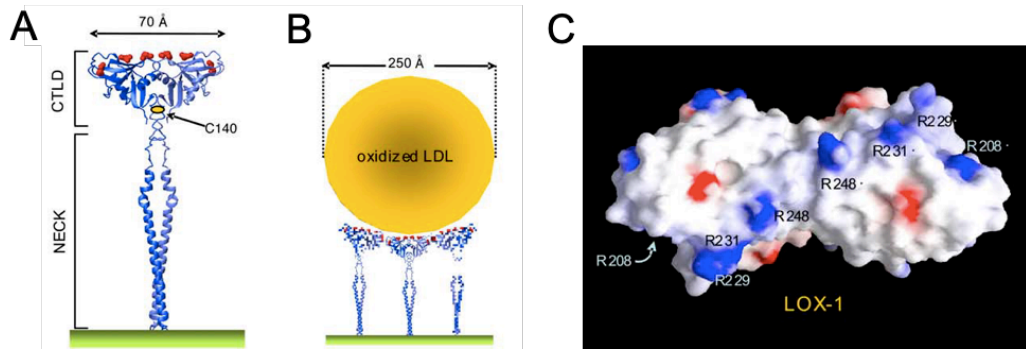 A
70 Å
CTLD
C140
NECK
B
250 Å
oxidized LDL
C
R229
R231
R208
R248
R248
R231
R208
R229
LOX-1